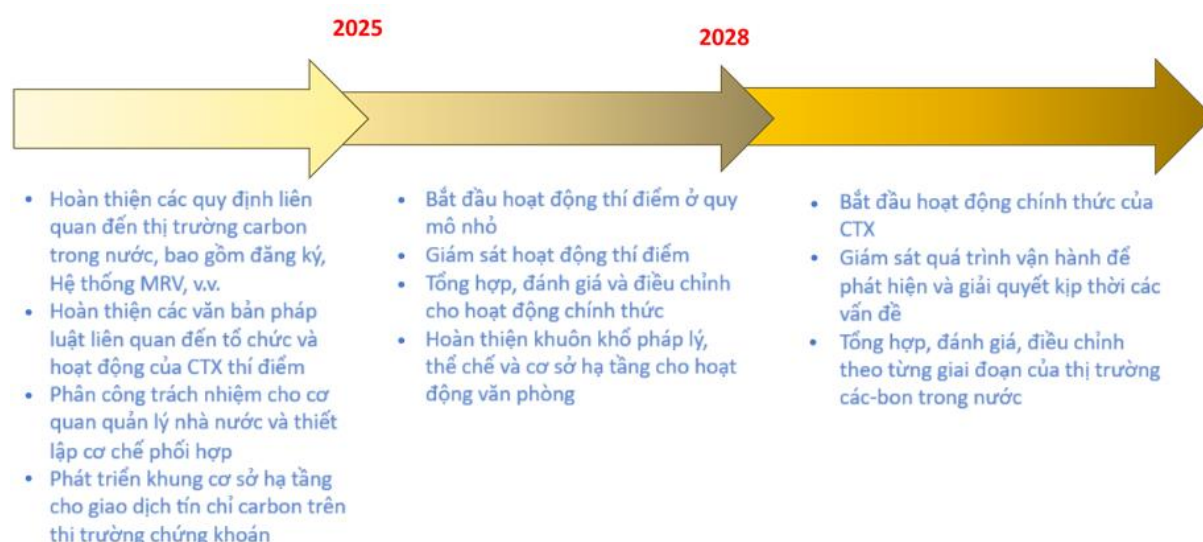 2025
2028
• Hoàn thiện các quy định liên
quan đến thị trường carbon
trong nước, bao gồm đăng ký,
Hệ thống MRV, v.v.
• Hoàn thiện các văn bản pháp
luật liên quan đến tổ chức và
hoạt động của CTX thí điểm
• Phân công trách nhiệm cho cơ
quan quản lý nhà nước và thiết
lập cơ chế phối hợp
• Phát triển khung cơ sở hạ tầng
cho giao dịch tín chỉ carbon trên
thị trường chứng khoán
• Bắt đầu hoạt động thí điểm ở quy
mô nhỏ
• Giám sát hoạt động thí điểm
• Tổng hợp, đánh giá và điều chỉnh
cho hoạt động chính thức
• Hoàn thiện khuôn khổ pháp lý,
thể chế và cơ sở hạ tầng cho hoạt
động văn phòng
• Bắt đầu hoạt động chính thức của
CTX
• Giám sát quá trình vận hành để
phát hiện và giải quyết kịp thời các
vấn đề
• Tổng hợp, đánh giá, điều chỉnh
theo từng giai đoạn của thị trường
các-bon trong nước